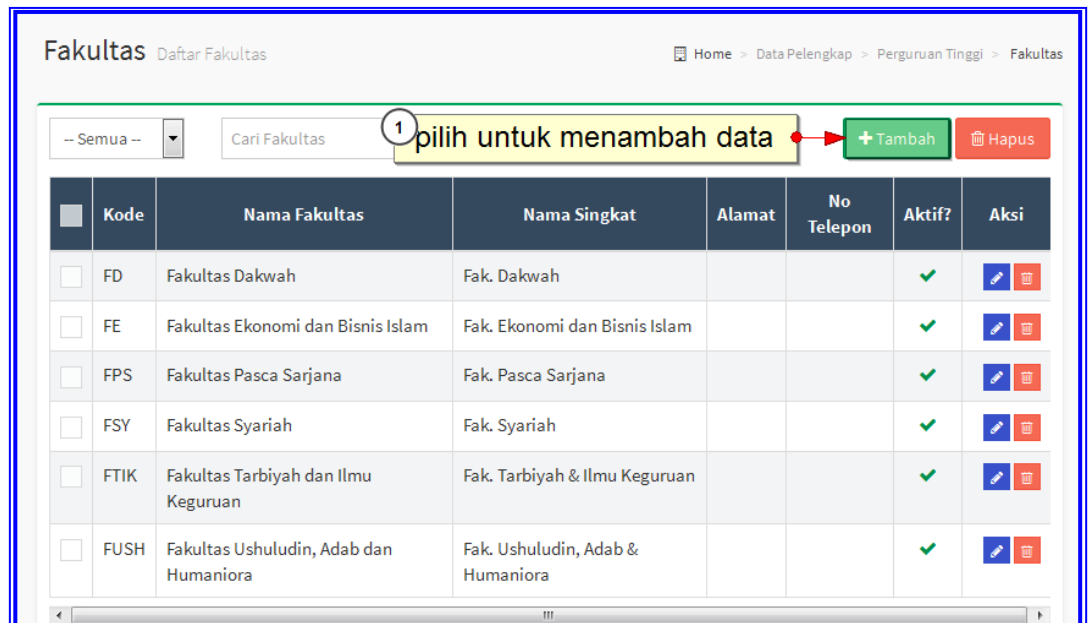 Fakultas Daftar Fakultas
Home > Data Pelengkap > Perguruan Tinggi > Fakultas
-- Semua -- Cari Fakultas 1 pilih untuk menambah data + Tambah Hapus
Kode Nama Fakultas Nama Singkat Alamat No Telepon Aktif? Aksi
FD Fakultas Dakwah Fak. Dakwah
FE Fakultas Ekonomi dan Bisnis Islam Fak. Ekonomi dan Bisnis Islam
FPS Fakultas Pasca Sarjana Fak. Pasca Sarjana
FSY Fakultas Syariah Fak. Syariah
FTIK Fakultas Tarbiyah dan Ilmu Fak. Tarbiyah & Ilmu Keguruan
Keguruan
FUSH Fakultas Ushuludin, Adab dan Fak. Ushuludin, Adab &
Humaniora Humaniora